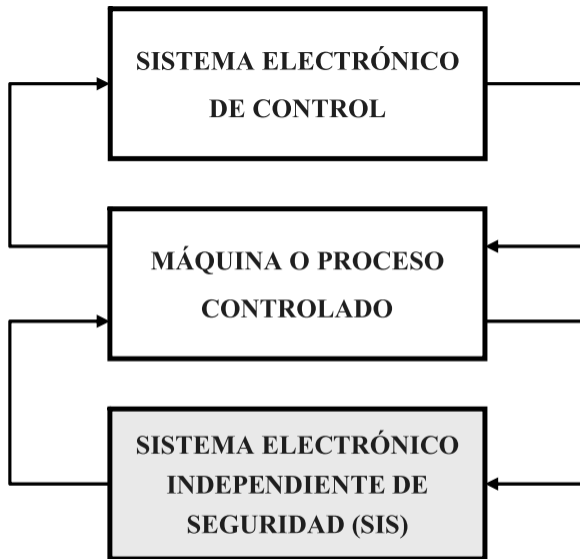 SISTEMA ELECTRÓNICO
DE CONTROL
MÁQUINA O PROCESO
CONTROLADO
SISTEMA ELECTRÓNICO
INDEPENDIENTE DE
SEGURIDAD (SIS)